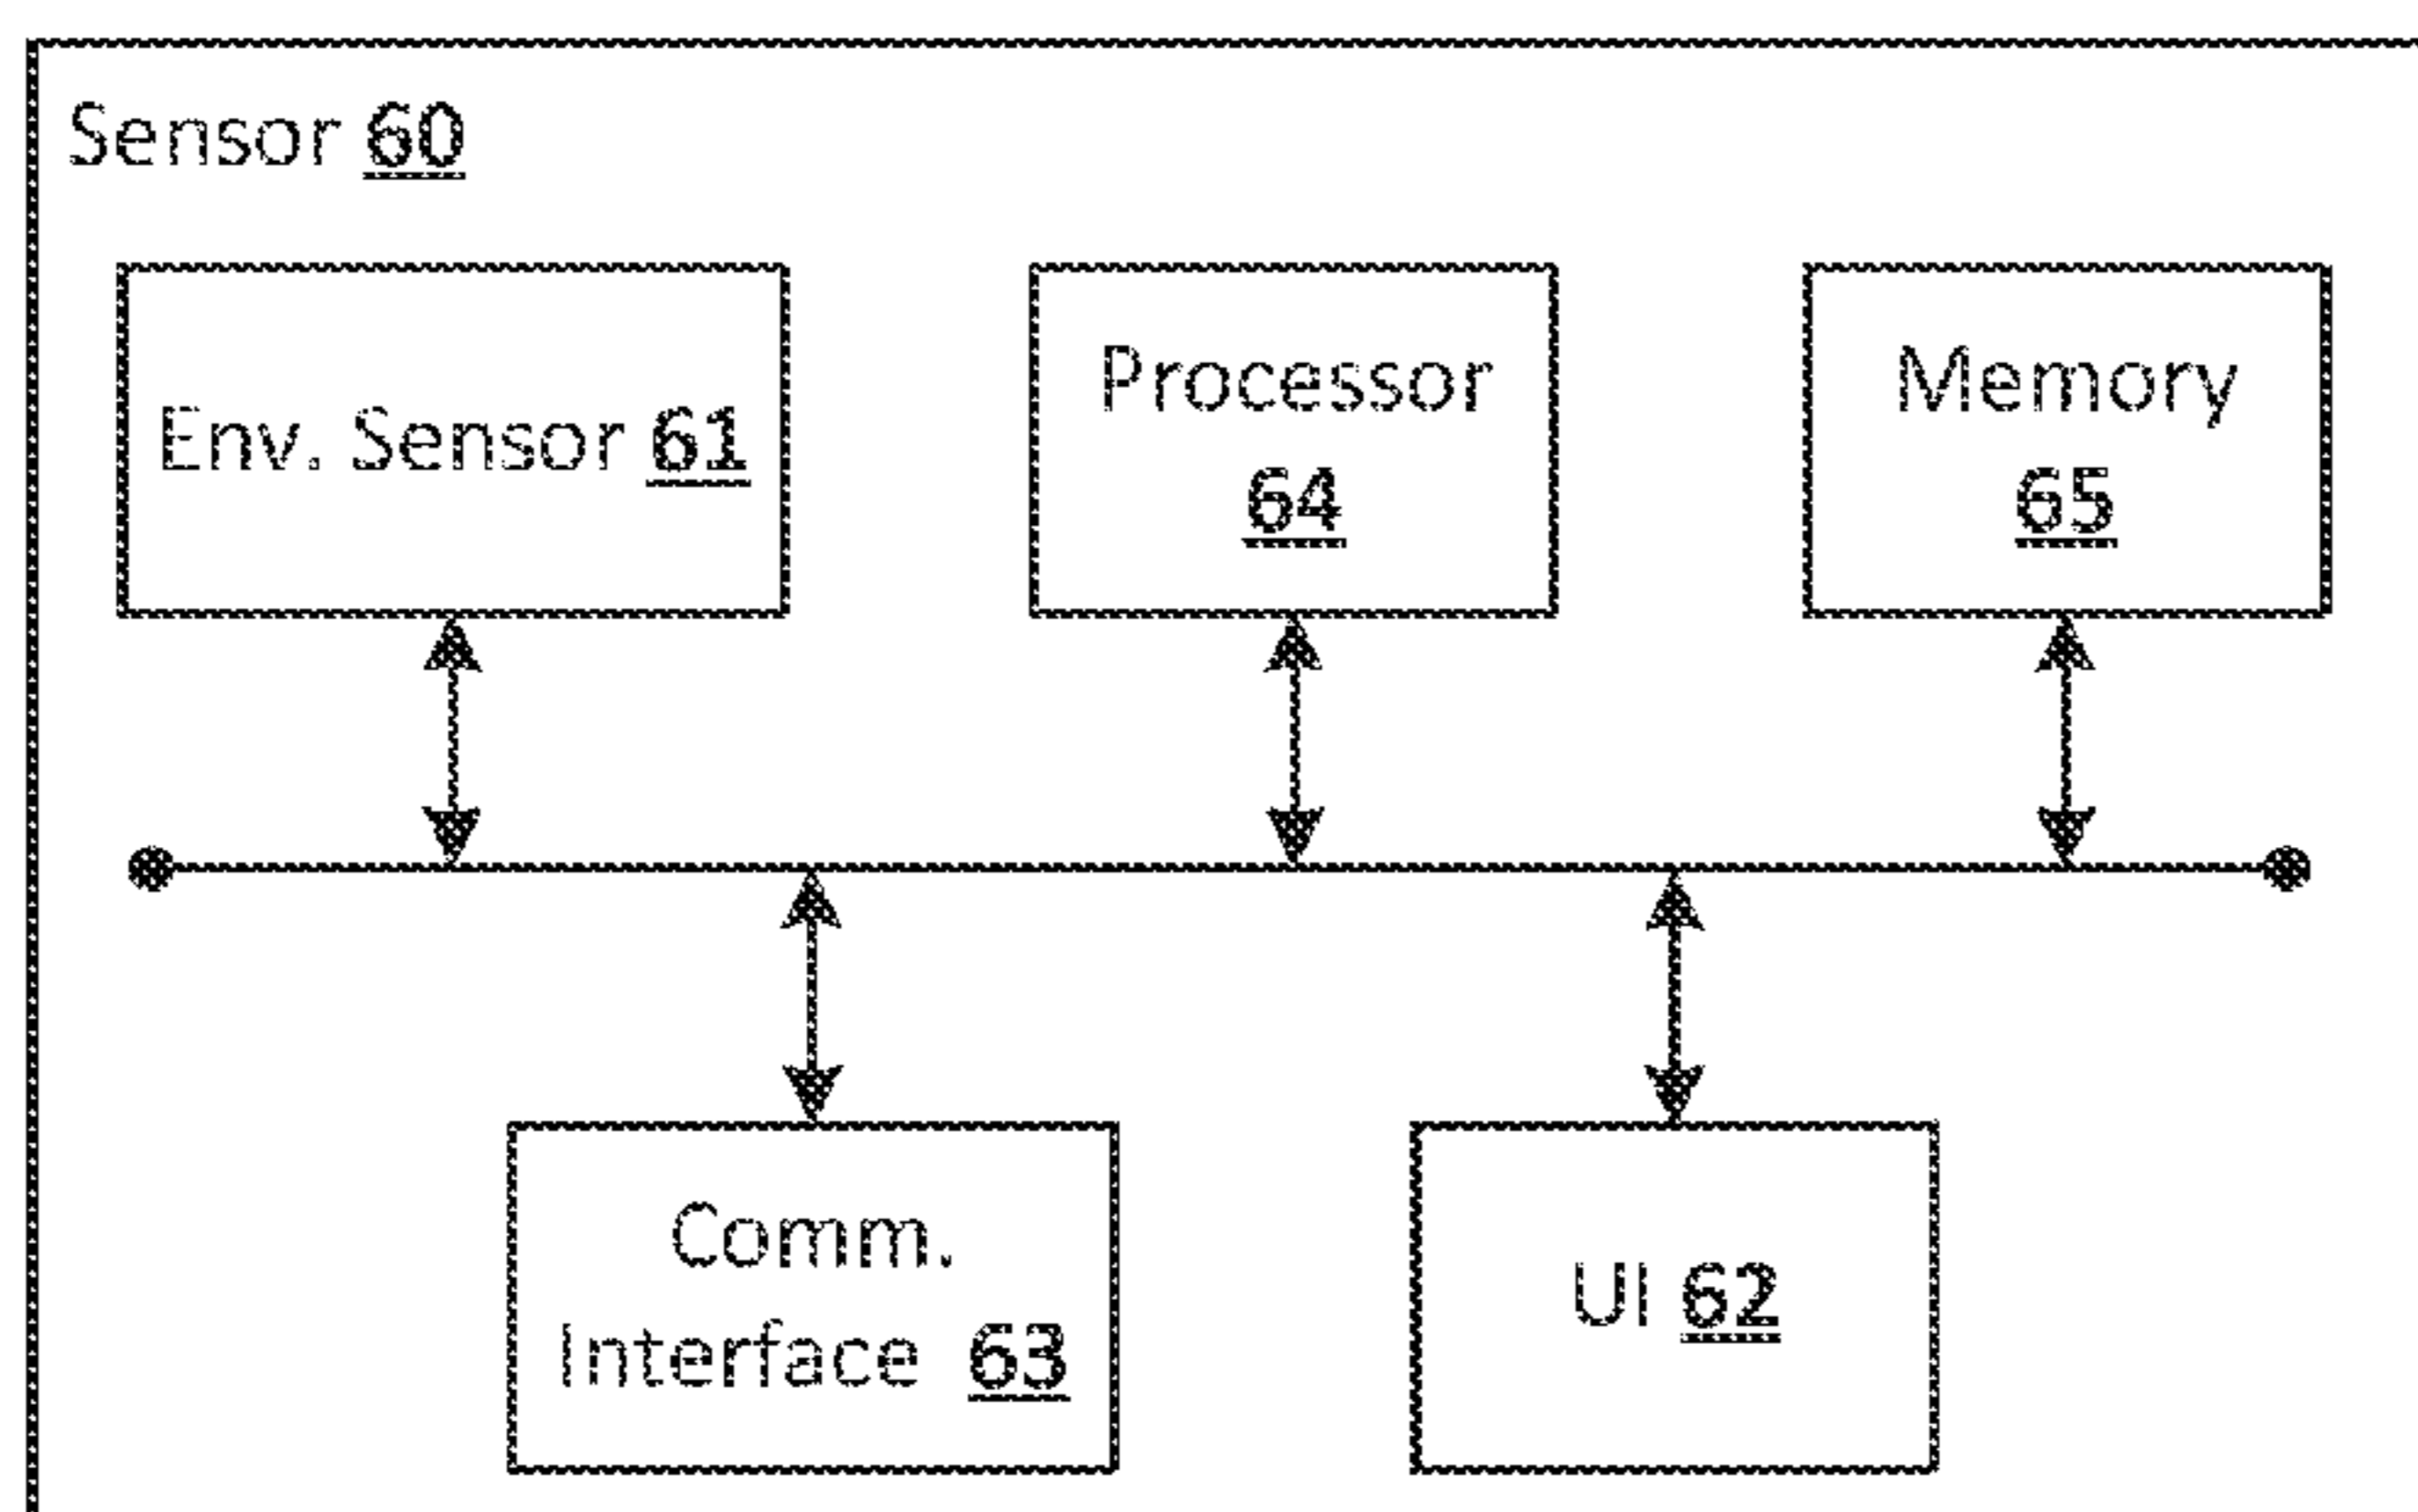 Sensor 60
Env. Sensor 61
Processor
64
Memory
65
Comm.
Interface 63
UI 62